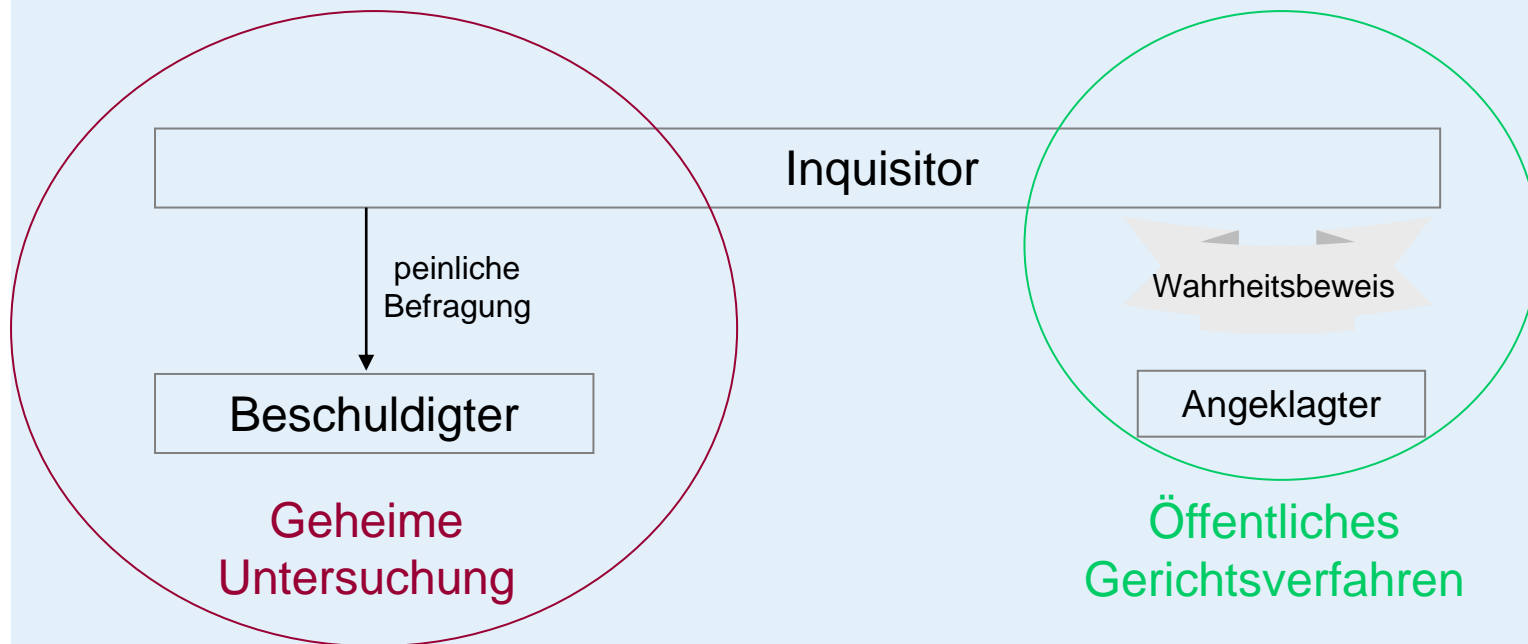 Inquisitor
peinliche
Befragung
Beschuldigter
Geheime
Untersuchung
Wahrheitsbeweis
Angeklagter
Öffentliches
Gerichtsverfahren